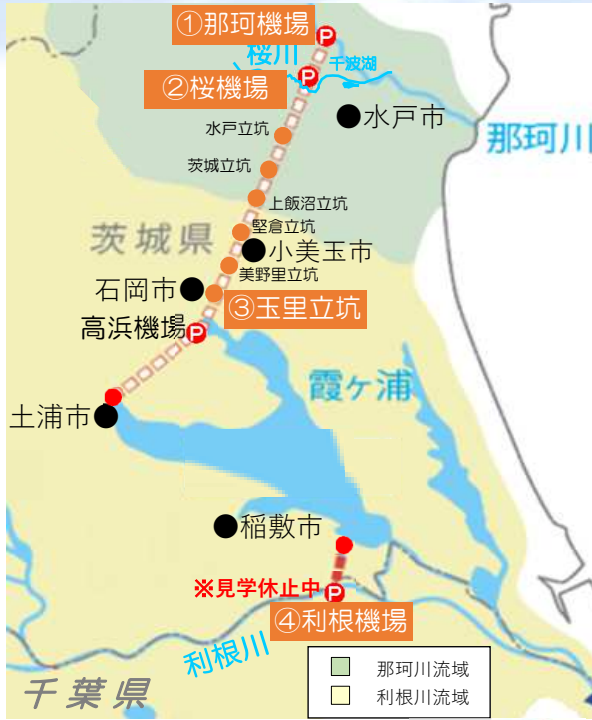 ①那珂機場
桜川
千波湖
②桜機場
水戸市
那珂川
水戸立坑
茨城立坑
上飯沼立坑
堅倉立坑
茨城県
小美玉市
美野里立坑
石岡市
③玉里立坑
高浜機場
霞ヶ浦
土浦市
稲敷市
※見学休止中
④利根機場
利根川
千葉県
那珂川流域
利根川流域
P
P
P
P